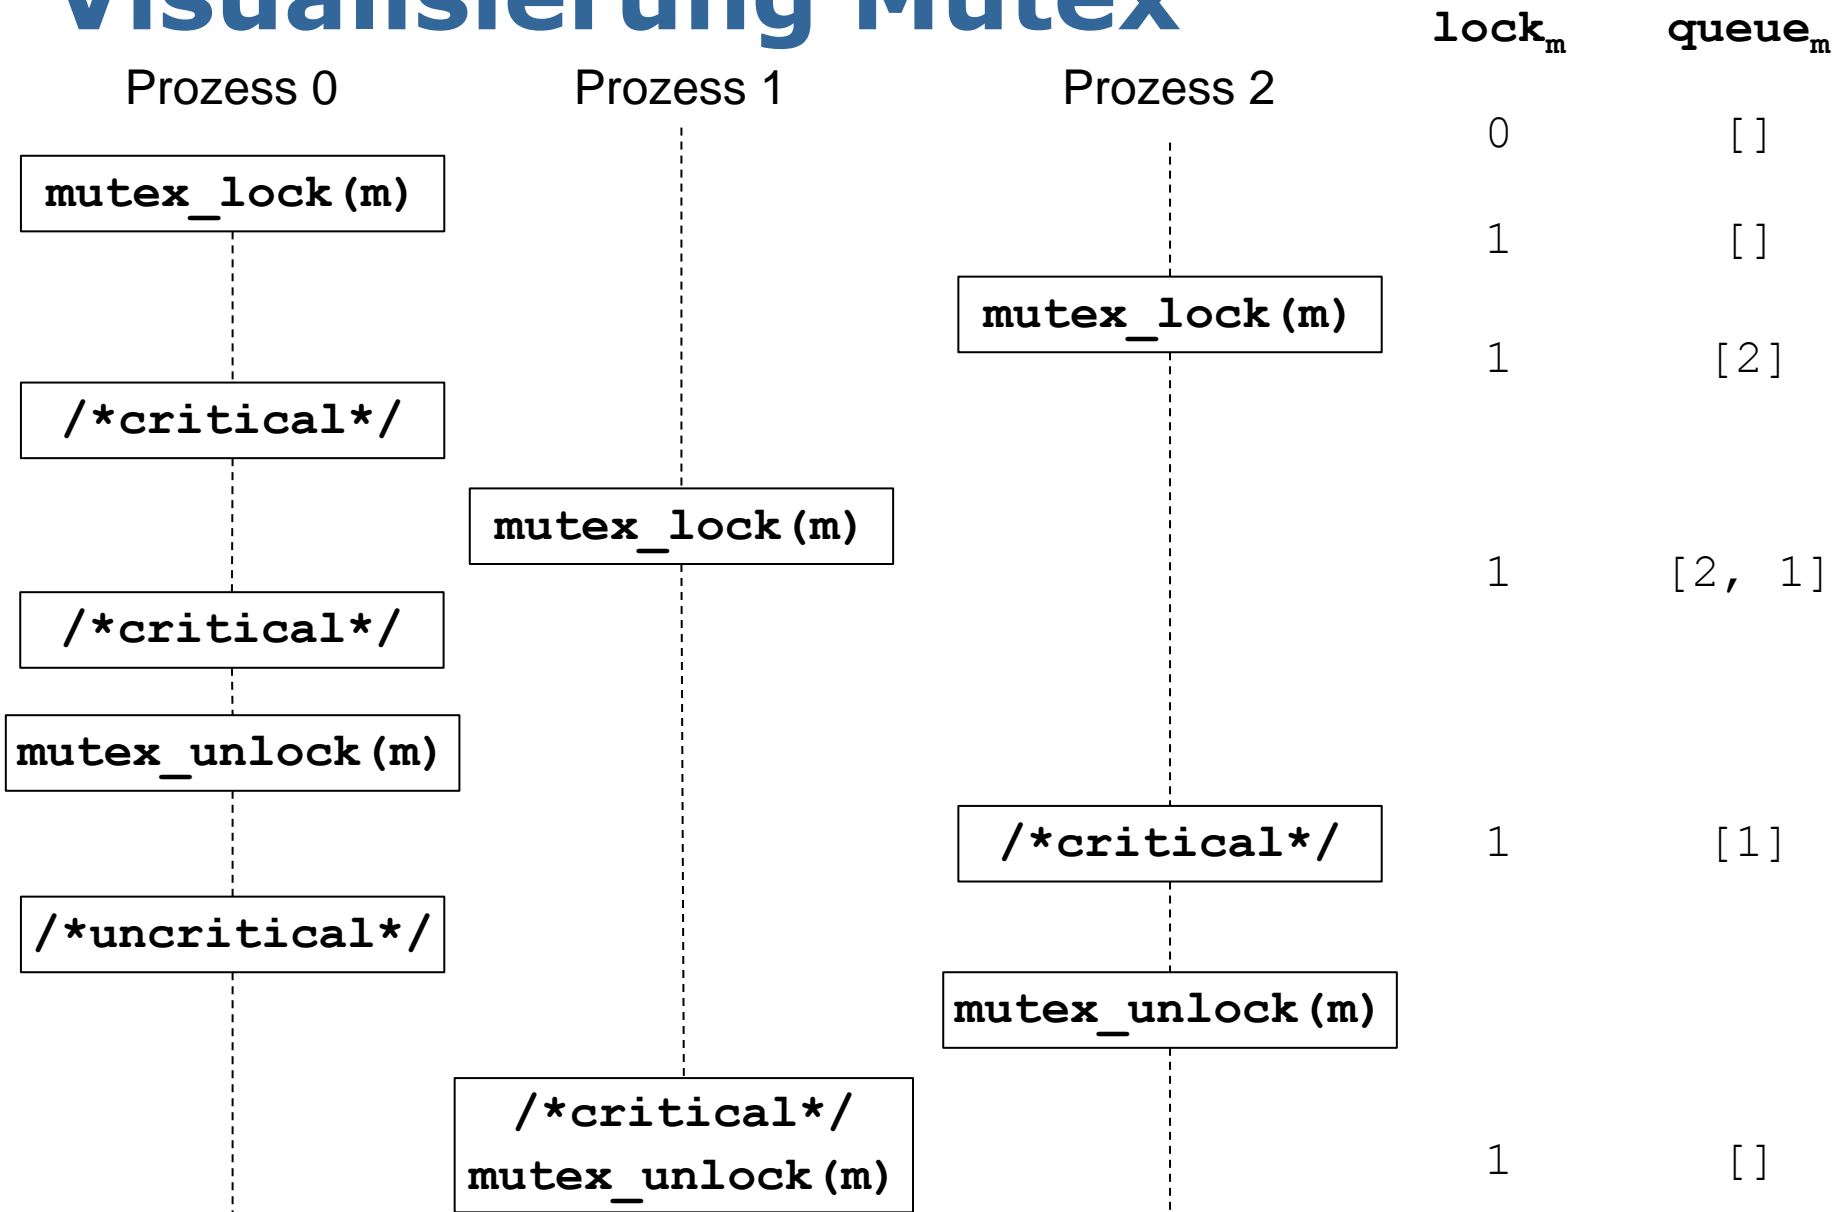 Visualisierung Mutex
lockₘ queueₘ
Prozess 0 Prozess 1 Prozess 2
0 []
mutex_lock(m)
1 []
mutex_lock(m)
1 [2]
/*critical*/
mutex_lock(m)
1 [2, 1]
/*critical*/
mutex_unlock(m)
/*critical*/ 1 [1]
/*uncritical*/
mutex_unlock(m)
/*critical*/
mutex_unlock(m)
1 []